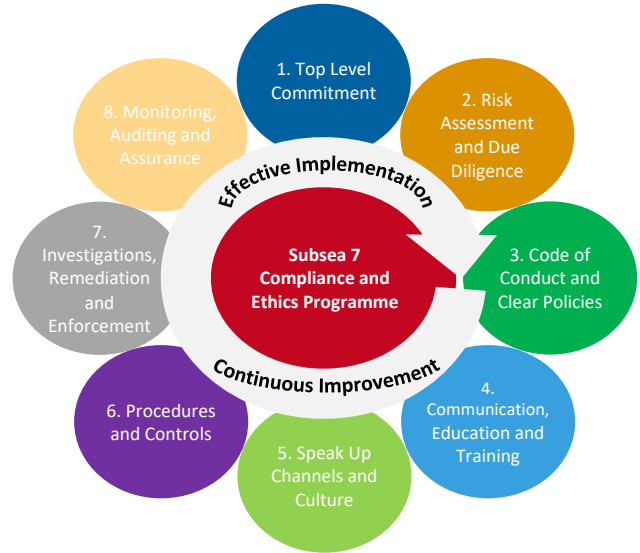 1. Top Level
Commitment
2. Risk
Assessment
and Due
Diligence
3. Code of
Conduct and
Clear Policies
4.
Communication,
Education and
Training
5. Speak Up
Channels and
Culture
6. Procedures
and Controls
7.
Investigations,
Remediation
and
Enforcement
8. Monitoring,
Auditing and
Assurance
Effective Implementation
Subsea 7
Compliance and
Ethics Programme
Continuous Improvement